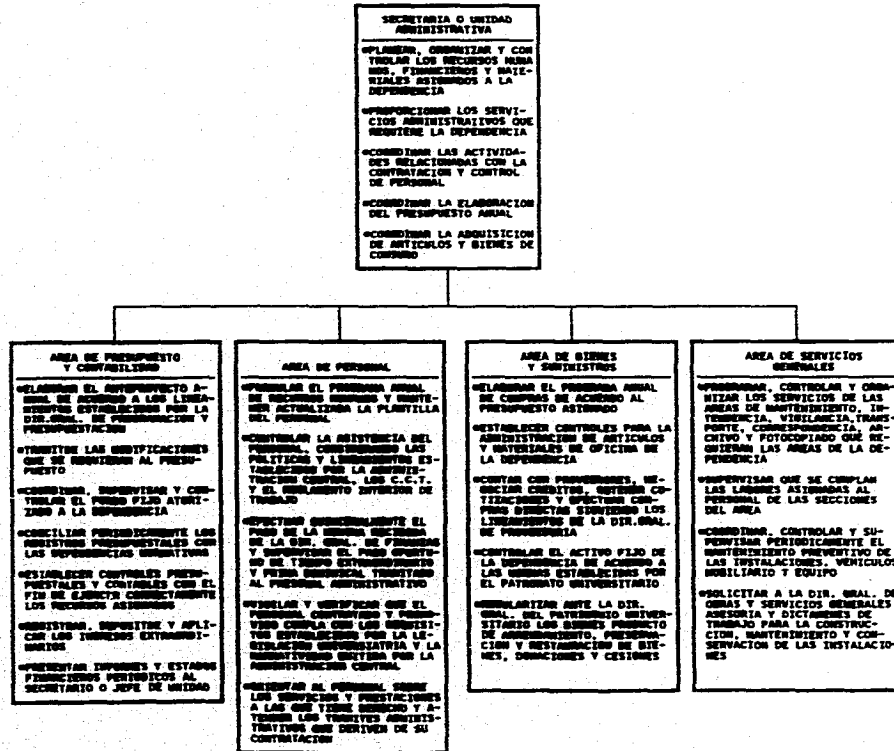 SECRETARIA O UNIDAD
ADMINISTRATIVA
*PLANEAR, ORGANIZAR Y CON
TROLAR LOS RECURSOS HUMA
NOS, FINANCIEROS Y MATE-
RIALES ASIGNADOS A LA
DEPENDENCIA
*PROPORCIONAR LOS SERVI-
CIOS ADMINISTRATIVOS QUE
REQUIERE LA DEPENDENCIA
*COORDINAR LAS ACTIVIDA-
DES RELACIONADAS CON LA
CONTRATACION Y CONTROL
DE PERSONAL
*COORDINAR LA ELABORACION
DEL PRESUPUESTO ANUAL
*COORDINAR LA ADQUISICION
DE ARTICULOS Y BIENES DE
CONSUMO
AREA DE PRESUPUESTO
Y CONTABILIDAD
*ELABORAR EL ANTEPROYECTO A-
NUAL DE ACUERDO A LOS LINEA-
MIENTOS ESTABLECIDOS POR LA
DIR.GRAL. DE PROGRAMACION Y
PRESUPUESTACION
*TRAMITAR LAS MODIFICACIONES
QUE SE REQUIERAN AL PRESU-
PUESTO
*COORDINAR, SUPERVISAR Y CON-
TROLAR EL FONDO FIJO ATORI-
ZADO A LA DEPENDENCIA
*CONCILIAR PERIODICAMENTE LOS
REGISTROS PRESUPUESTALES CON
LAS DEPENDENCIAS NORMATIVAS
*ESTABLECER CONTROLES PRESU-
PUESTALES Y CONTABLES CON EL
FIN DE EJERCER CORRECTAMENTE
LOS RECURSOS ASIGNADOS
*REGISTRAR, DEPOSITAR Y APLI-
CAR LOS INGRESOS EXTRAORDI-
NARIOS
*PRESENTAR INFORMES Y ESTADOS
FINANCIEROS PERIODICOS AL
SECRETARIO O JEFE DE UNIDAD
AREA DE PERSONAL
*FORMULAR EL PROGRAMA ANUAL
DE RECURSOS HUMANOS Y MANTE-
NER ACTUALIZADA LA PLANTILLA
DEL PERSONAL
*CONTROLAR LA ASISTENCIA DEL
PERSONAL, CONSIDERANDO LAS
POLITICAS Y LINEAMIENTOS ES-
TABLECIDOS POR LA ADMINIS-
TRACION CENTRAL, LOS C.C.T.
Y EL REGLAMENTO INTERIOR DE
TRABAJO
*EFECTUAR QUINCENALMENTE EL
PAGO DE LA NOMINA
DE LA DIR. GRAL. DE FINANZAS
Y SUPERVISAR EL PAGO OPORTU-
NO DE TIEMPO EXTRAORDINARIO
Y PRIMA DOMINICAL TRAMITADO
AL PERSONAL ADMINISTRATIVO
*VIGILAR Y VERIFICAR QUE EL
PERSONAL CONTRATADO Y PROMO-
VIDO CUMPLA CON LOS REQUISI-
TOS ESTABLECIDOS POR LA LE-
GISLACION UNIVERSITARIA Y LA
NORMATIVIDAD EMITIDA POR LA
ADMINISTRACION CENTRAL
*ORIENTAR AL PERSONAL SOBRE
LOS SERVICIOS Y PRESTACIONES
A LAS QUE TIENE DERECHO Y A-
TENDER LOS TRAMITES ADMINIS-
TRATIVOS QUE DERIVEN DE SU
CONTRATACION
AREA DE BIENES
Y SUMINISTROS
*ELABORAR EL PROGRAMA ANUAL
DE COMPRAS DE ACUERDO AL
PRESUPUESTO ASIGNADO
*ESTABLECER CONTROLES PARA LA
ADMINISTRACION DE ARTICULOS
Y MATERIALES DE OFICINA DE
LA DEPENDENCIA
*CONTAR CON PROVEEDORES, NE-
GOCIAR CREDITOS, OBTENER CO-
TIZACIONES Y EFECTUAR COM-
PRAS DIRECTAS SIGUIENDO LOS
LINEAMIENTOS DE LA DIR.GRAL.
DE PROVEEDURIA
*CONTROLAR EL ACTIVO FIJO DE
LA DEPENDENCIA DE ACUERDO A
LAS NORMAS ESTABLECIDAS POR
EL PATRONATO UNIVERSITARIO
*REGULARIZAR ANTE LA DIR.
GRAL. DEL PATRIMONIO UNIVER-
SITARIO LOS BIENES PRODUCTO
DE ARRENDAMIENTO, PRESERVA-
CION Y RESTAURACION DE BIE-
NES, DONACIONES Y CESIONES
AREA DE SERVICIOS
GENERALES
*PROGRAMAR, CONTROLAR Y ORGA-
NIZAR LOS SERVICIOS DE LAS
AREAS DE MANTENIMIENTO, IN-
TENDENCIA, VIGILANCIA,TRANS-
PORTE, CORRESPONDENCIA, AR-
CHIVO Y FOTOCOPIADO QUE RE-
QUIERAN LAS AREAS DE LA DE-
PENDENCIA
*SUPERVISAR QUE SE CUMPLAN
LAS LABORES ASIGNADAS AL
PERSONAL DE LAS SECCIONES
DEL AREA
*COORDINAR, CONTROLAR Y SU-
PERVISAR PERIODICAMENTE EL
MANTENIMIENTO PREVENTIVO DE
LAS INSTALACIONES, VEHICULOS
MOBILIARIO Y EQUIPO
*SOLICITAR A LA DIR. GRAL. DE
OBRAS Y SERVICIOS GENERALES
ASESORIA Y DICTAMENES DE
TRABAJO PARA LA CONSTRUC-
CION, MANTENIMIENTO Y CON-
SERVACION DE LAS INSTALACIO-
NES